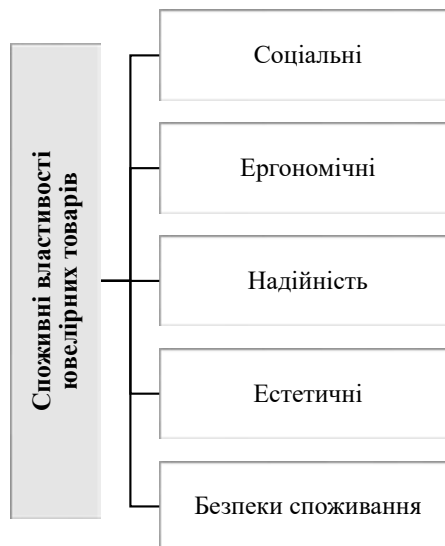 Споживні властивості
ювелірних товарів
Соціальні
Ергономічні
Надійність
Естетичні
Безпеки споживання